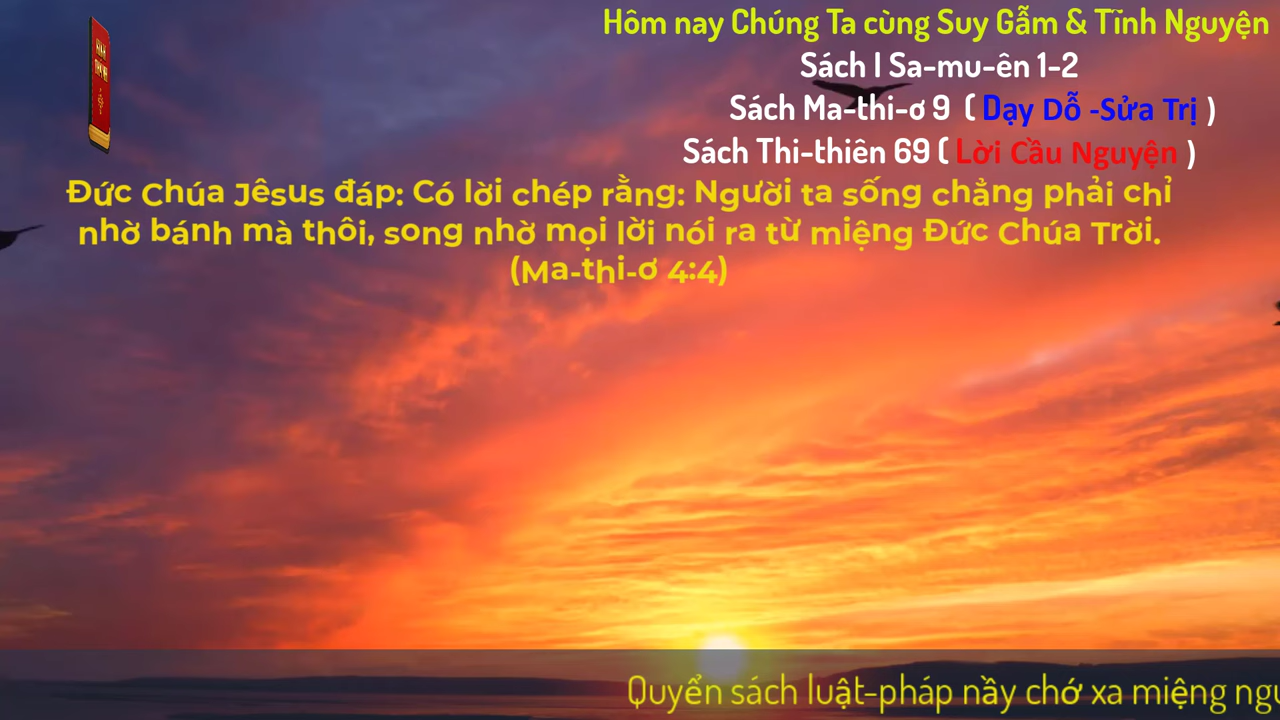 Hôm nay Chúng Ta cùng Suy Gẫm & Tĩnh Nguyện
Sách I Sa-mu-ên 1-2
Sách Ma-thi-ơ 9 ( Dạy Dỗ -Sửa Trị )
Sách Thi-thiên 69 ( Lời Cầu Nguyện )
Đức Chúa Jêsus đáp: Có lời chép rằng: Người ta sống chẳng phải chỉ
nhờ bánh mà thôi, song nhờ mọi lời nói ra từ miệng Đức Chúa Trời.
(Ma-thi-ơ 4:4)
Quyển sách luật-pháp nầy chớ xa miệng